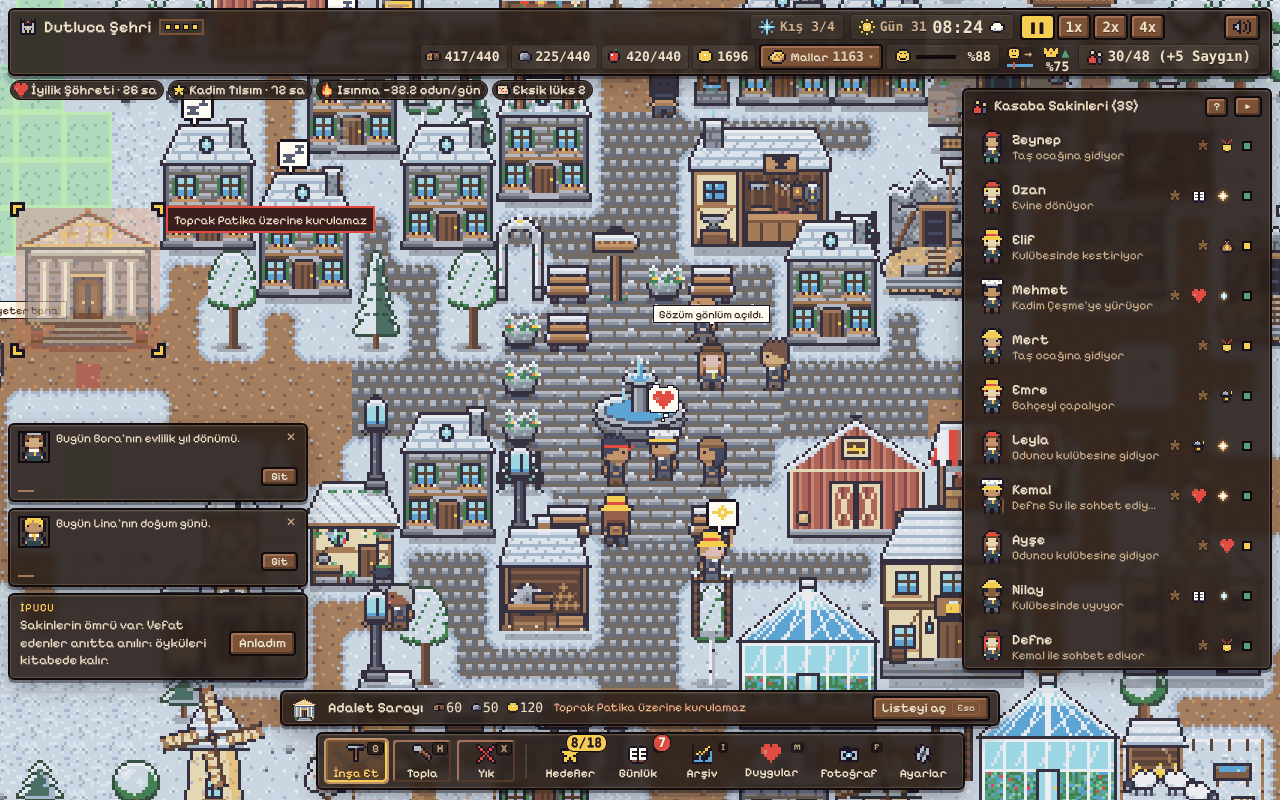 Dutluca Şehri
Kış 3/4
Gün 31 08:24
1x
2x
4x
417/440
225/440
420/440
1696
Mallar 1163
%88
%75
30/48 (+5 Saygın)
İyilik Şöhreti · 26 sa
Kadim Tılsım · 12 sa
Isınma -38.8 odun/gün
Eksik lüks 2
Kasaba Sakinleri (38)
?
Zeynep
Taş ocağına gidiyor
Ozan
Evine dönüyor
Elif
Kulübesinde kestiriyor
Mehmet
Kadim Çeşme'ye yürüyor
Mert
Taş ocağına gidiyor
Emre
Bahçeyi çapalıyor
Leyla
Oduncu kulübesine gidiyor
Kemal
Defne Su ile sohbet ediy...
Ayşe
Oduncu kulübesine gidiyor
Nilay
Kulübesinde uyuyor
Defne
Kemal ile sohbet ediyor
Toprak Patika üzerine kurulamaz
yeter bana.
Gözüm gönlüm açıldı.
Bugün Bora'nın evlilik yıl dönümü.
Git
Bugün Lina'nın doğum günü.
Git
İPUCU
Sakinlerin ömrü var. Vefat
edenler anıtta anılır; öyküleri
kitabede kalır.
Anladım
Adalet Sarayı 60 50 120 Toprak Patika üzerine kurulamaz
Listeyi aç Esc
İnşa Et G
Topla H
Yık X
Hedefler 8/18
Günlük 7
Arşiv I
Duygular M
Fotoğraf F
Ayarlar